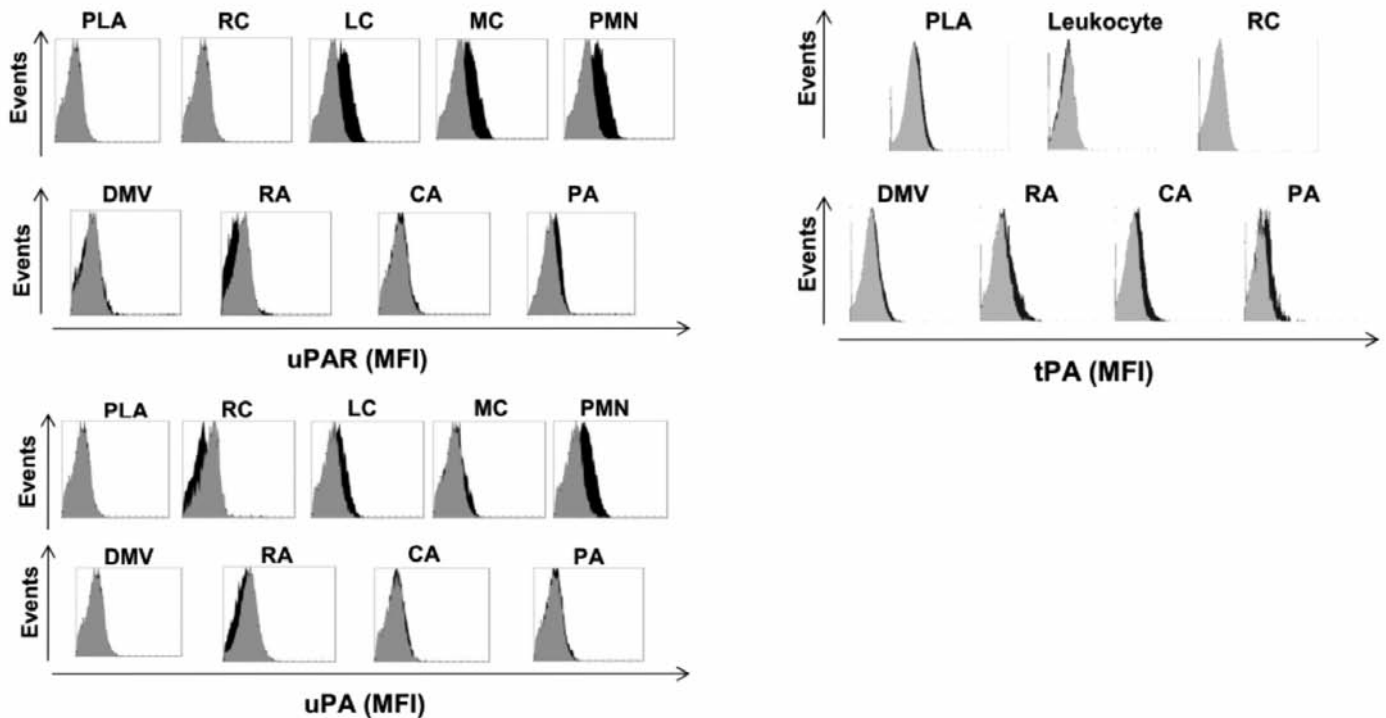 PLA RC LC MC PMN
Events
DMV RA CA PA
Events
uPAR (MFI)
PLA RC LC MC PMN
Events
DMV RA CA PA
Events
uPA (MFI)
PLA Leukocyte RC
Events
DMV RA CA PA
Events
tPA (MFI)